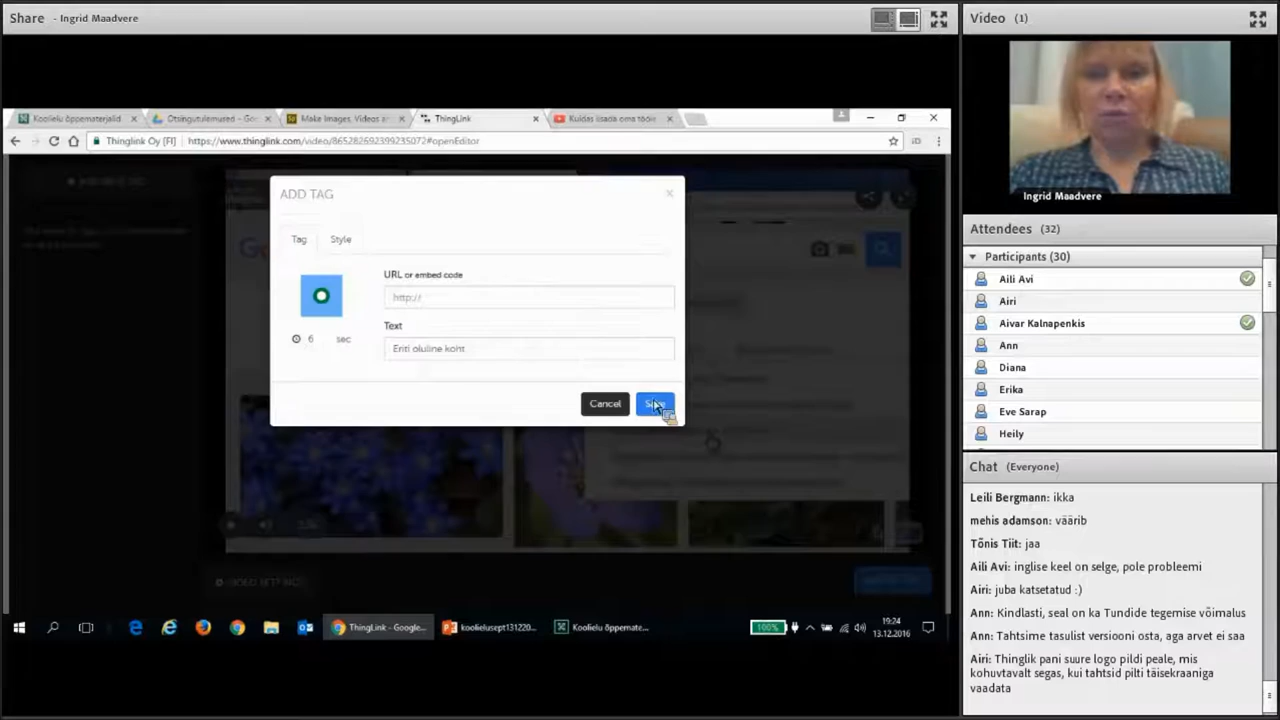 Share - Ingrid Maadvere
Koolielu õppematerjalid
Otsingutulemused - Goo
Make Images, Videos a
ThingLink
Kuidas lisada oma töök
Thinglink Oy [FI]
https://www.thinglink.com/video/865282692399235072#openEditor
ADD TAG
Tag
Style
URL or embed code
http://
6 sec
Text
Eriti oluline koht
Cancel
VIDEO SETTINGS
ThingLink - Google...
koolielusept131220...
Koolielu õppemate...
100%
19:24
13.12.2016
Video (1)
Ingrid Maadvere
Attendees (32)
Participants (30)
Aili Avi
Airi
Aivar Kalnapenkis
Ann
Diana
Erika
Eve Sarap
Heily
Chat (Everyone)
Leili Bergmann: ikka
mehis adamson: väärib
Tõnis Tiit: jaa
Aili Avi: inglise keel on selge, pole probleemi
Airi: juba katsetatud :)
Ann: Kindlasti, seal on ka Tundide tegemise võimalus
Ann: Tahtsime tasulist versiooni osta, aga arvet ei saa
Airi: Thinglik pani suure logo pildi peale, mis
kohuvtavalt segas, kui tahtsid pilti täisekraaniga
vaadata